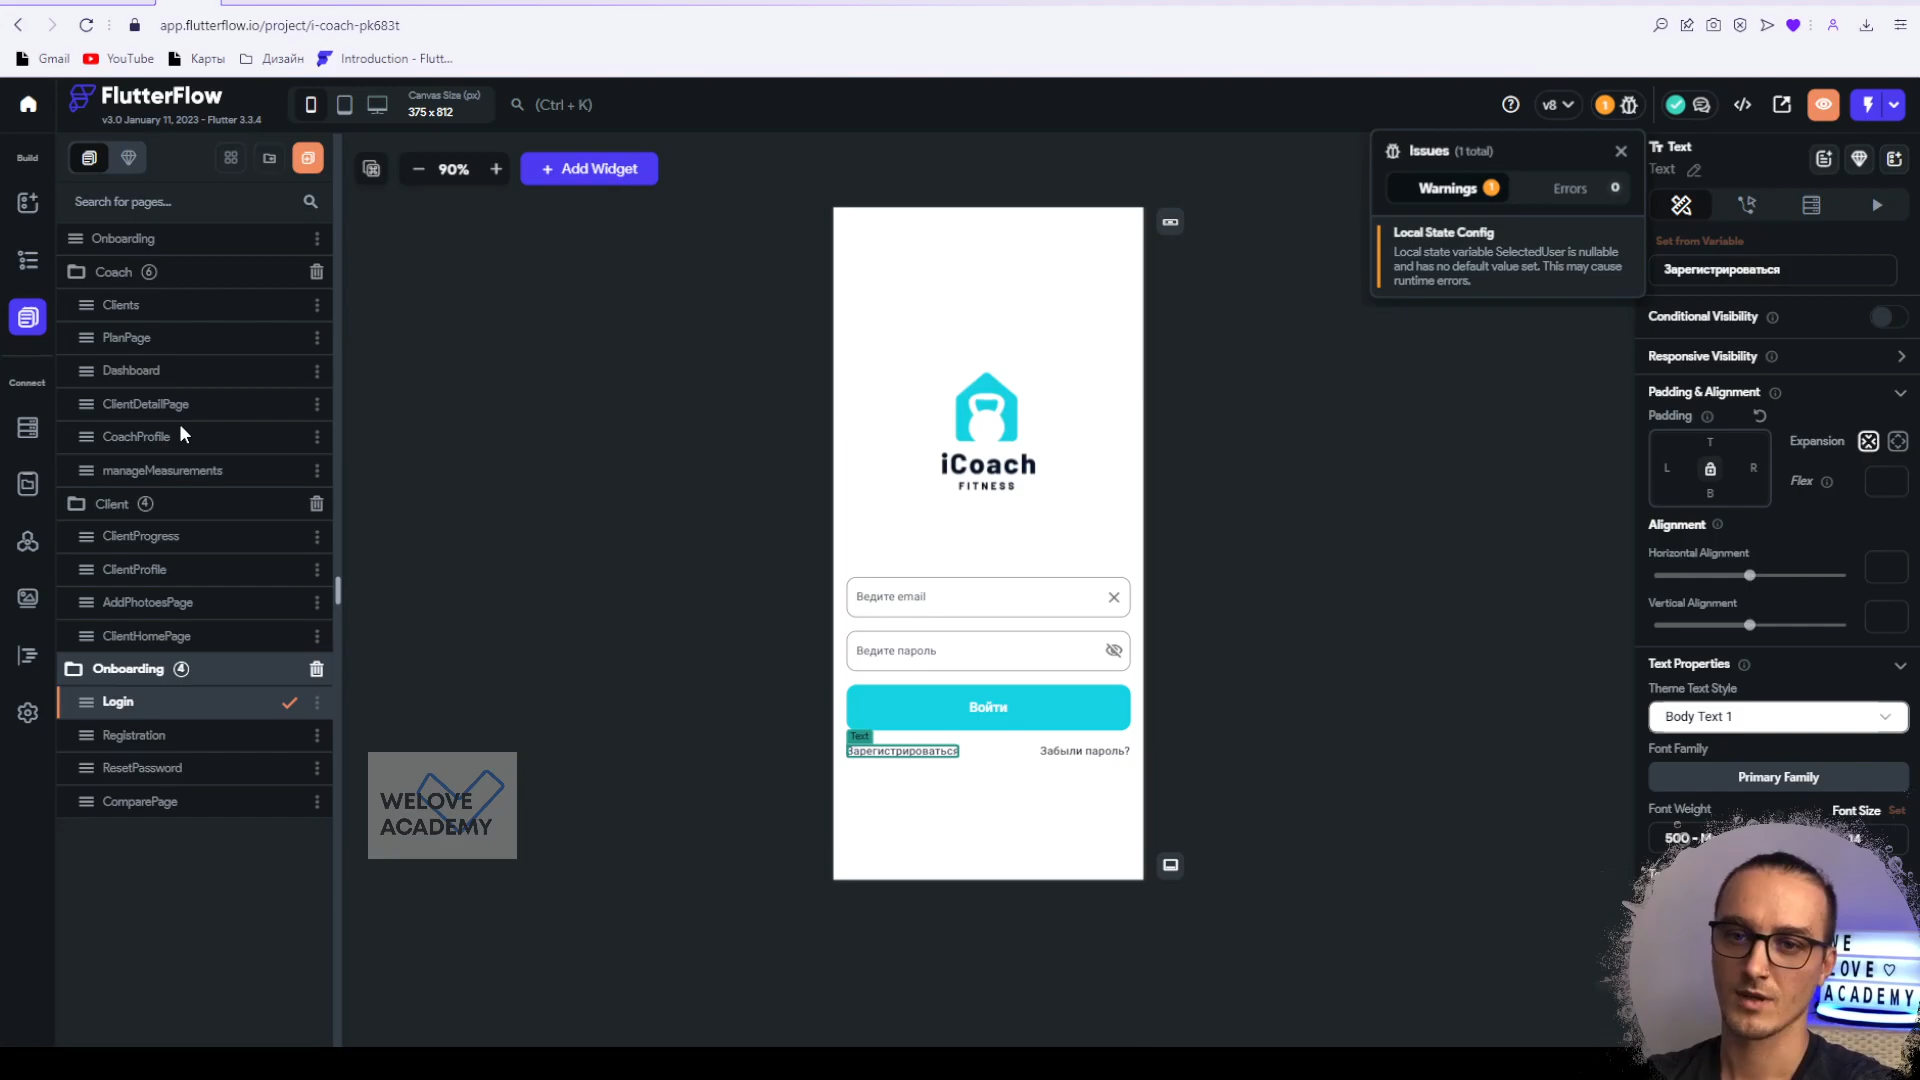 app.flutterflow.io/project/i-coach-pk683t
Gmail
YouTube
Карты
Дизайн
Introduction - Flutt...
FlutterFlow
v3.0 January 11, 2023 - Flutter 3.3.4
Canvas Size (px)
375 x 812
(Ctrl + K)
v8
1
Build
Search for pages...
Onboarding
Coach 6
Clients
PlanPage
Dashboard
ClientDetailPage
CoachProfile
manageMeasurements
Client 4
ClientProgress
ClientProfile
AddPhotoesPage
ClientHomePage
Onboarding 4
Login
Registration
ResetPassword
ComparePage
Connect
90%
+ Add Widget
iCoach
FITNESS
Ведите email
Ведите пароль
Войти
Text
Зарегистрироваться
Забыли пароль?
WELOVE
ACADEMY
Issues (1 total)
Warnings 1
Errors 0
Local State Config
Local state variable SelectedUser is nullable
and has no default value set. This may cause
runtime errors.
Tт Text
Text
Set from Variable
Зарегистрироваться
Conditional Visibility
Responsive Visibility
Padding & Alignment
Padding
T
L
R
B
Expansion
Flex
Alignment
Horizontal Alignment
Vertical Alignment
Text Properties
Theme Text Style
Body Text 1
Font Family
Primary Family
Font Weight
Font Size Set
500 - M
14
LOVE
ACADEMY